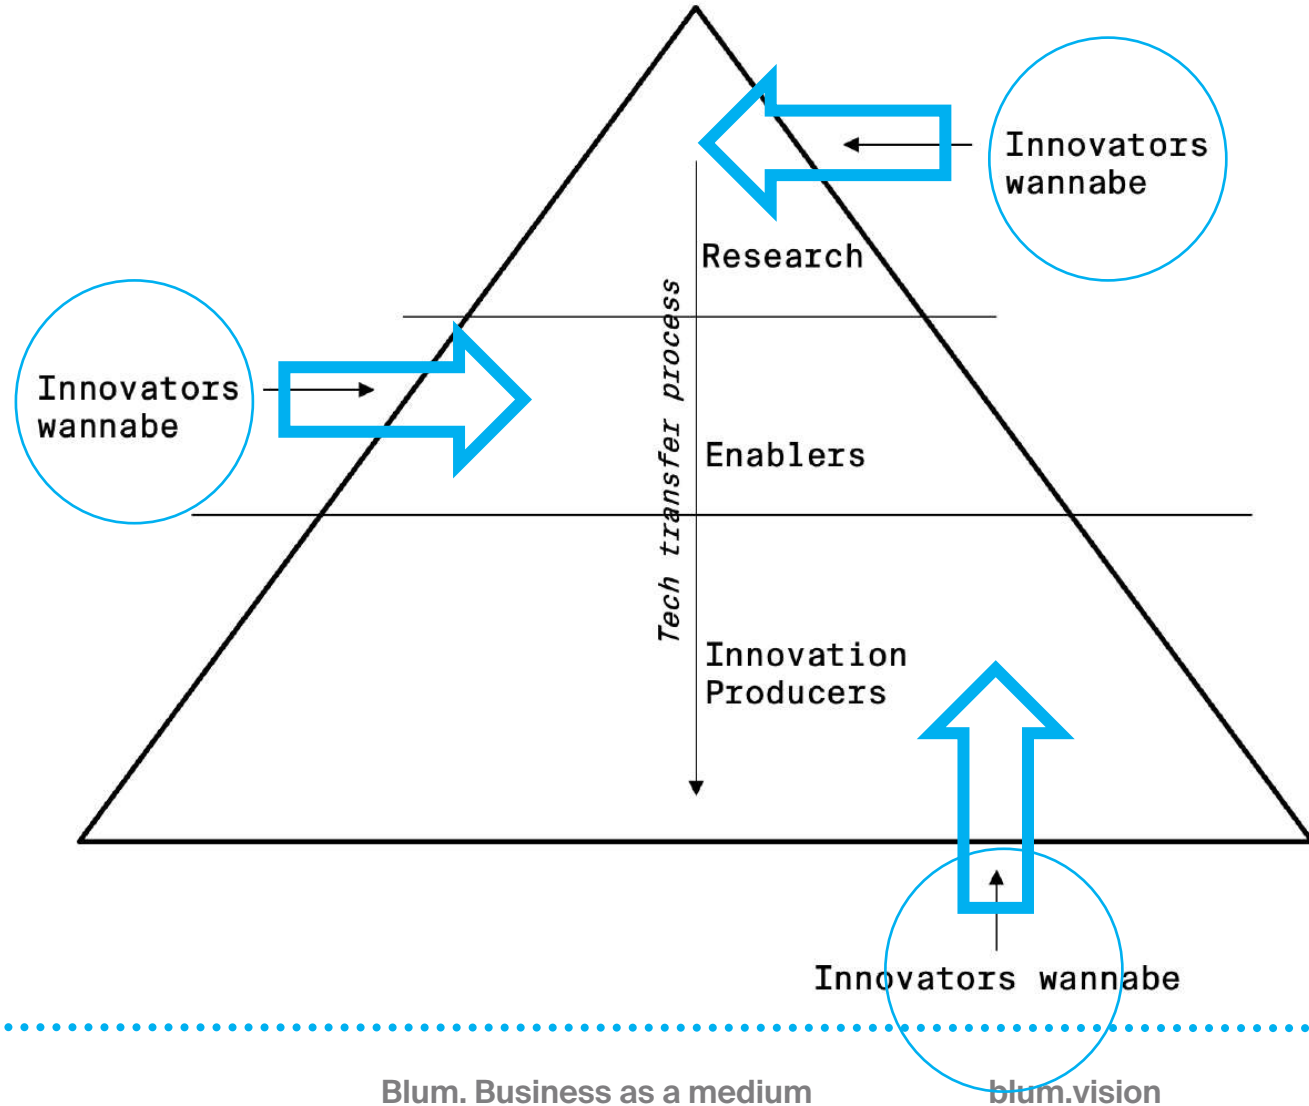 Innovators
wannabe
Research
Innovators
wannabe
Tech transfer process
Enablers
Innovation
Producers
Innovators wannabe
Blum. Business as a medium
blum.vision